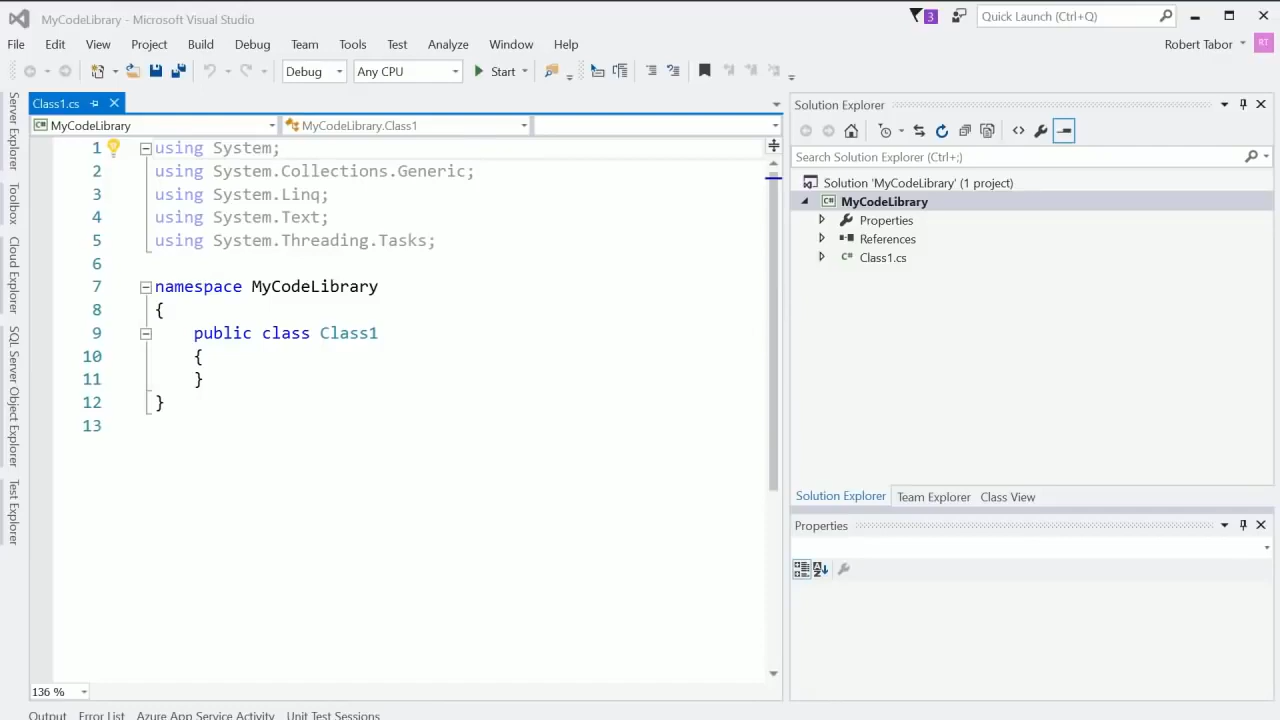 MyCodeLibrary - Microsoft Visual Studio
3
Quick Launch (Ctrl+Q)
File Edit View Project Build Debug Team Tools Test Analyze Window Help
Robert Tabor RT
Debug Any CPU Start
Server Explorer
Toolbox
Cloud Explorer
SQL Server Object Explorer
Test Explorer
Class1.cs
MyCodeLibrary MyCodeLibrary.Class1
1 using System;
2 using System.Collections.Generic;
3 using System.Linq;
4 using System.Text;
5 using System.Threading.Tasks;
6
7 namespace MyCodeLibrary
8 {
9 public class Class1
10 {
11 }
12 }
13
136 %
Solution Explorer
Search Solution Explorer (Ctrl+;)
Solution 'MyCodeLibrary' (1 project)
C# MyCodeLibrary
Properties
References
C# Class1.cs
Solution Explorer Team Explorer Class View
Properties
Output Error List Azure App Service Activity Unit Test Sessions